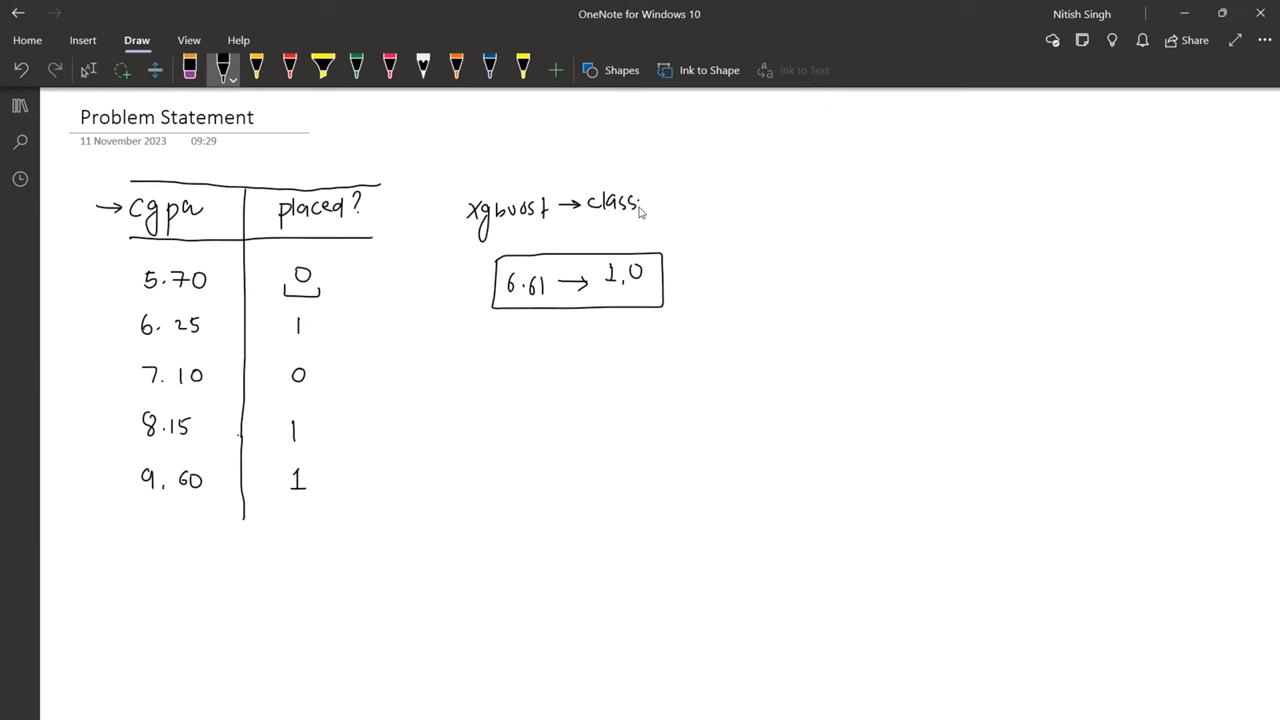 OneNote for Windows 10
Nitish Singh
Home Insert Draw View Help
Share
Shapes Ink to Shape Ink to Text
Problem Statement
11 November 2023 09:29
→ cgpa placed?
5.70 0
6.25 1
7.10 0
8.15 1
9.60 1
xgboost → class.
6.61 → 1,0